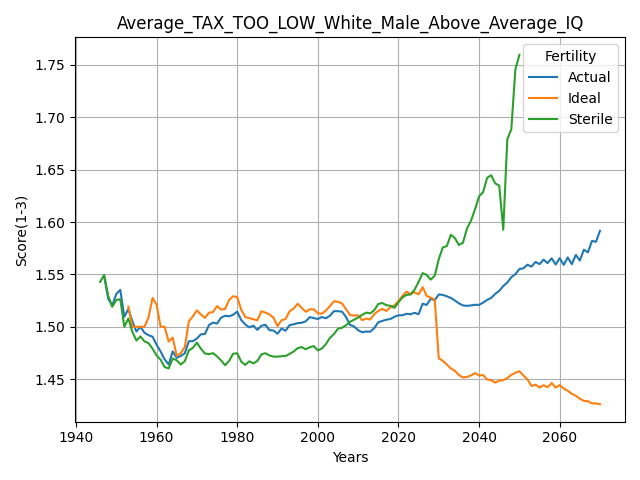 Average_TAX_TOO_LOW_White_Male_Above_Average_IQ
Fertility
Actual
Ideal
Sterile
Score(1-3)
1.75
1.70
1.65
1.60
1.55
1.50
1.45
1940 1960 1980 2000 2020 2040 2060
Years